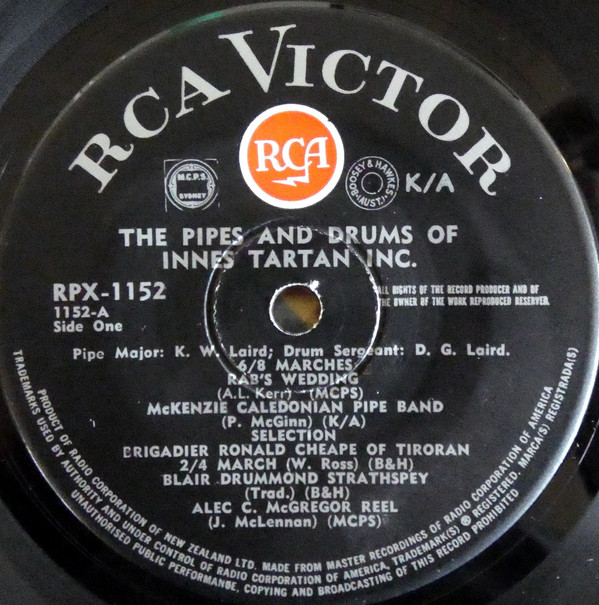 RCA VICTOR
RCA
M.C.P.S.
SYDNEY
BOOSEY & HAWKES
(AUST.)
K/A
THE PIPES AND DRUMS OF
INNES TARTAN INC.
RPX-1152
1152-A
Side One
ALL RIGHTS OF THE RECORD PRODUCER AND OF
THE OWNER OF THE WORK REPRODUCED RESERVED.
Pipe Major: K. W. Laird; Drum Sergeant: D. G. Laird.
6/8 MARCHES
RAB'S WEDDING
(A.L. Kerr) (MCPS)
McKENZIE CALEDONIAN PIPE BAND
(P. McGinn) (K/A)
SELECTION
BRIGADIER RONALD CHEAPE OF TIRORAN
2/4 MARCH (W. Ross) (B&H)
BLAIR DRUMMOND STRATHSPEY
(Trad.) (B&H)
ALEC C. McGREGOR REEL
(J. McLennan) (MCPS)
PRODUCT OF RADIO CORPORATION OF NEW ZEALAND LTD. MADE FROM MASTER RECORDINGS OF RADIO CORPORATION OF AMERICA
TRADEMARKS USED BY AUTHORITY AND UNDER CONTROL OF RADIO CORPORATION OF AMERICA, TRADEMARK(S) ® REGISTERED. MARCA(S) REGISTRADA(S)
UNAUTHORISED PUBLIC PERFORMANCE, COPYING AND BROADCASTING OF THIS RECORD PROHIBITED